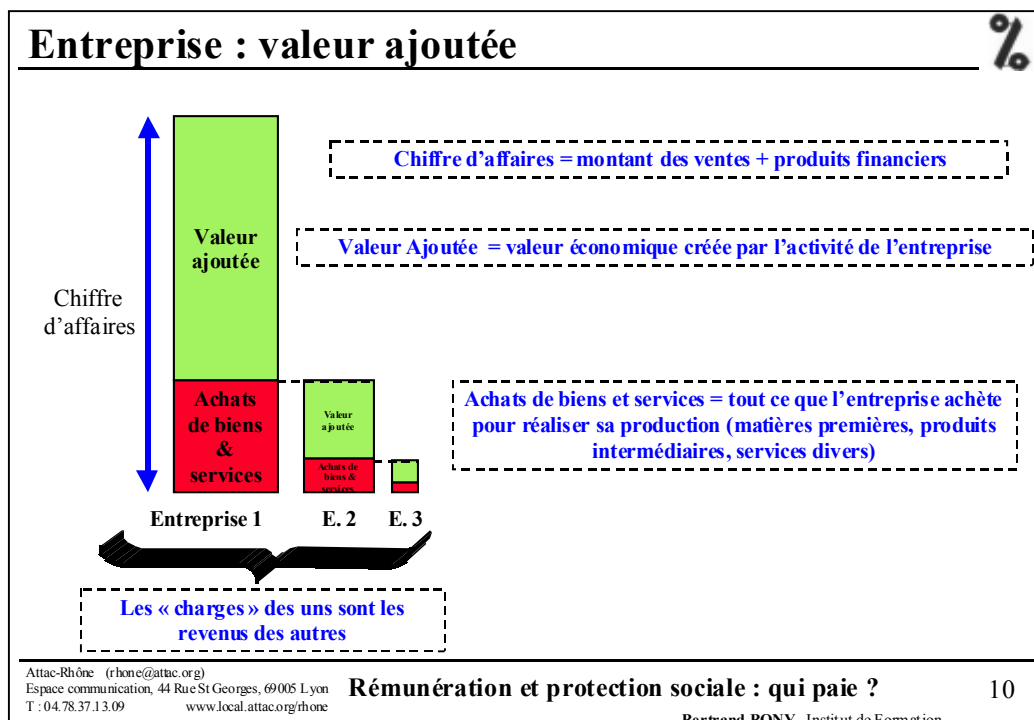 Entreprise : valeur ajoutée
%
Chiffre d'affaires = montant des ventes + produits financiers
Valeur
ajoutée
Valeur Ajoutée = valeur économique créée par l'activité de l'entreprise
Chiffre
d'affaires
Achats
de biens
&
services
Valeur
ajoutée
Achats de
biens &
services
Achats de biens et services = tout ce que l'entreprise achète
pour réaliser sa production (matières premières, produits
intermédiaires, services divers)
Entreprise 1
E. 2
E. 3
Les « charges » des uns sont les
revenus des autres
Attac-Rhône (rhone@attac.org)
Espace communication, 44 Rue St Georges, 69005 Lyon
T : 04.78.37.13.09 www.local.attac.org/rhone
Rémunération et protection sociale : qui paie ?
10
Bertrand BONY, Institut de Formation